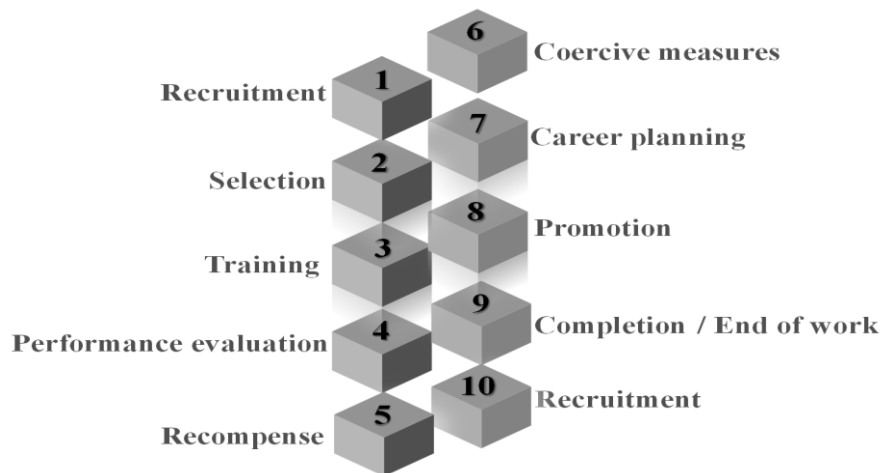 1
Recruitment
2
Selection
3
Training
4
Performance evaluation
5
Recompense
6
Coercive measures
7
Career planning
8
Promotion
9
Completion / End of work
10
Recruitment